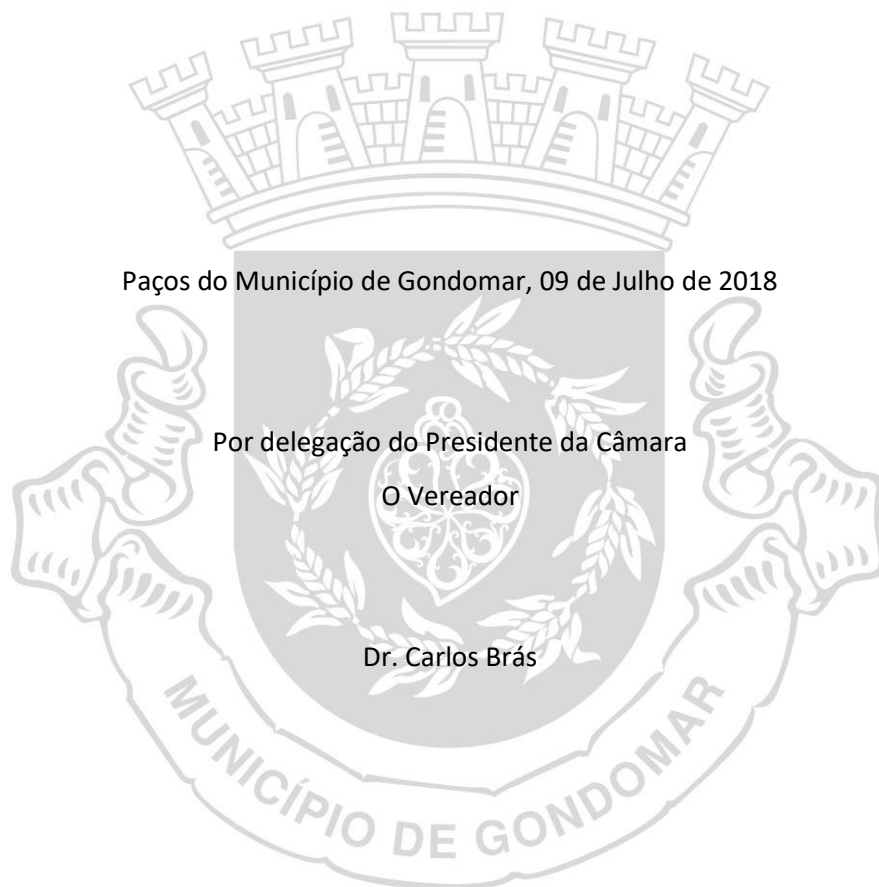 Paços do Município de Gondomar, 09 de Julho de 2018
Por delegação do Presidente da Câmara
O Vereador
Dr. Carlos Brás
MUNICÍPIO DE GONDOMAR